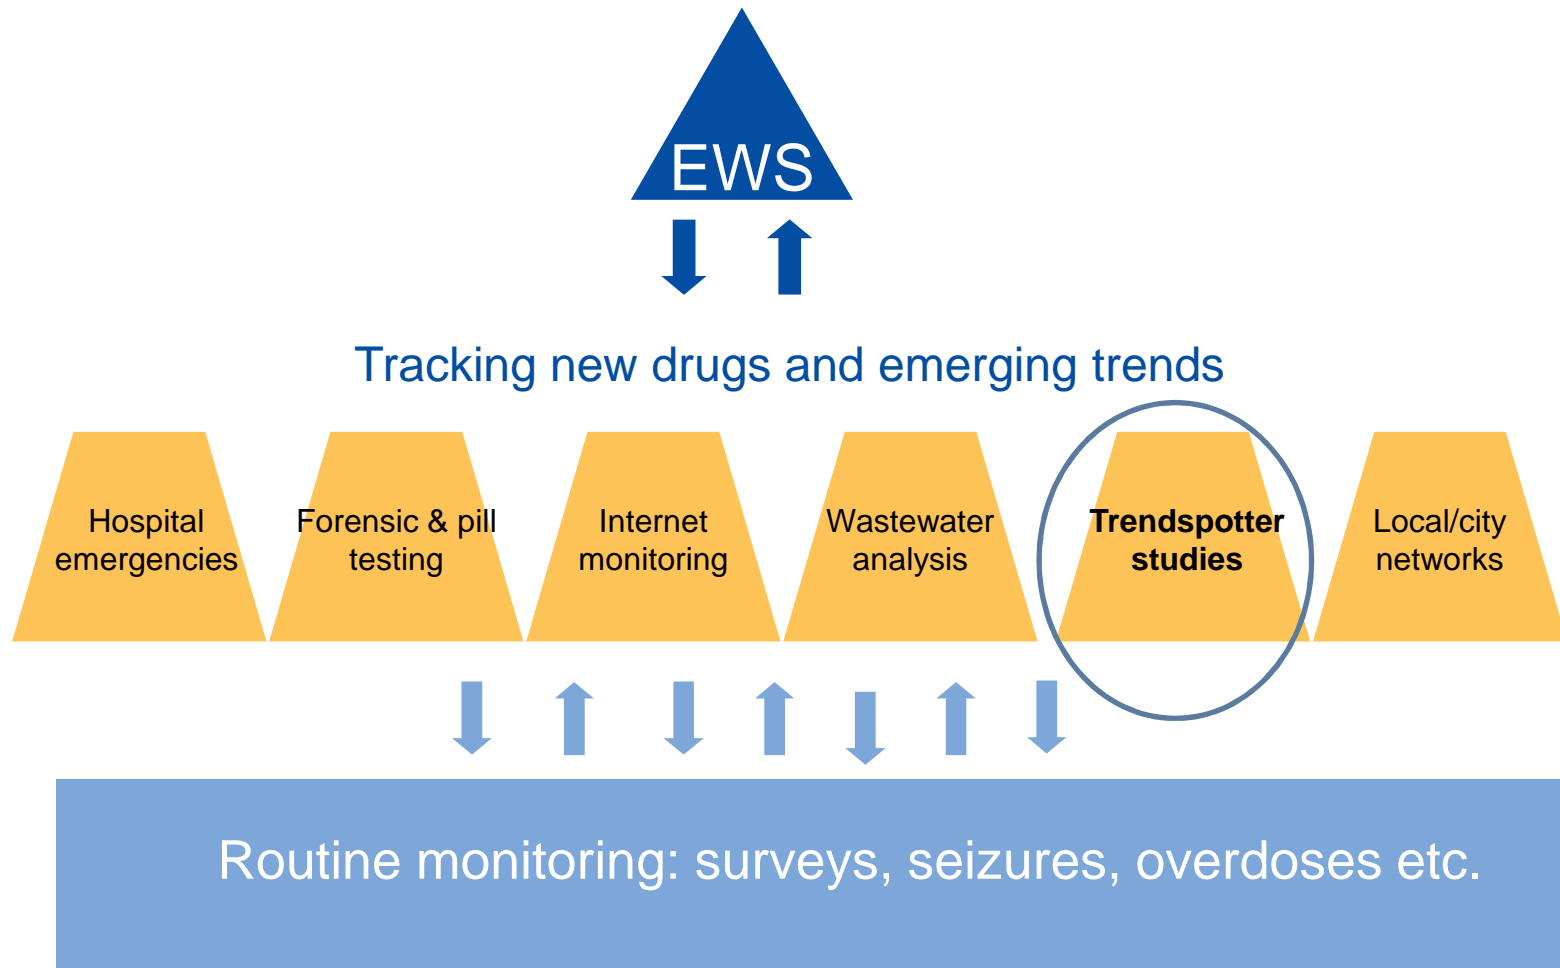 EWS
Tracking new drugs and emerging trends
Hospital
emergencies
Forensic & pill
testing
Internet
monitoring
Wastewater
analysis
Trendspotter
studies
Local/city
networks
Routine monitoring: surveys, seizures, overdoses etc.